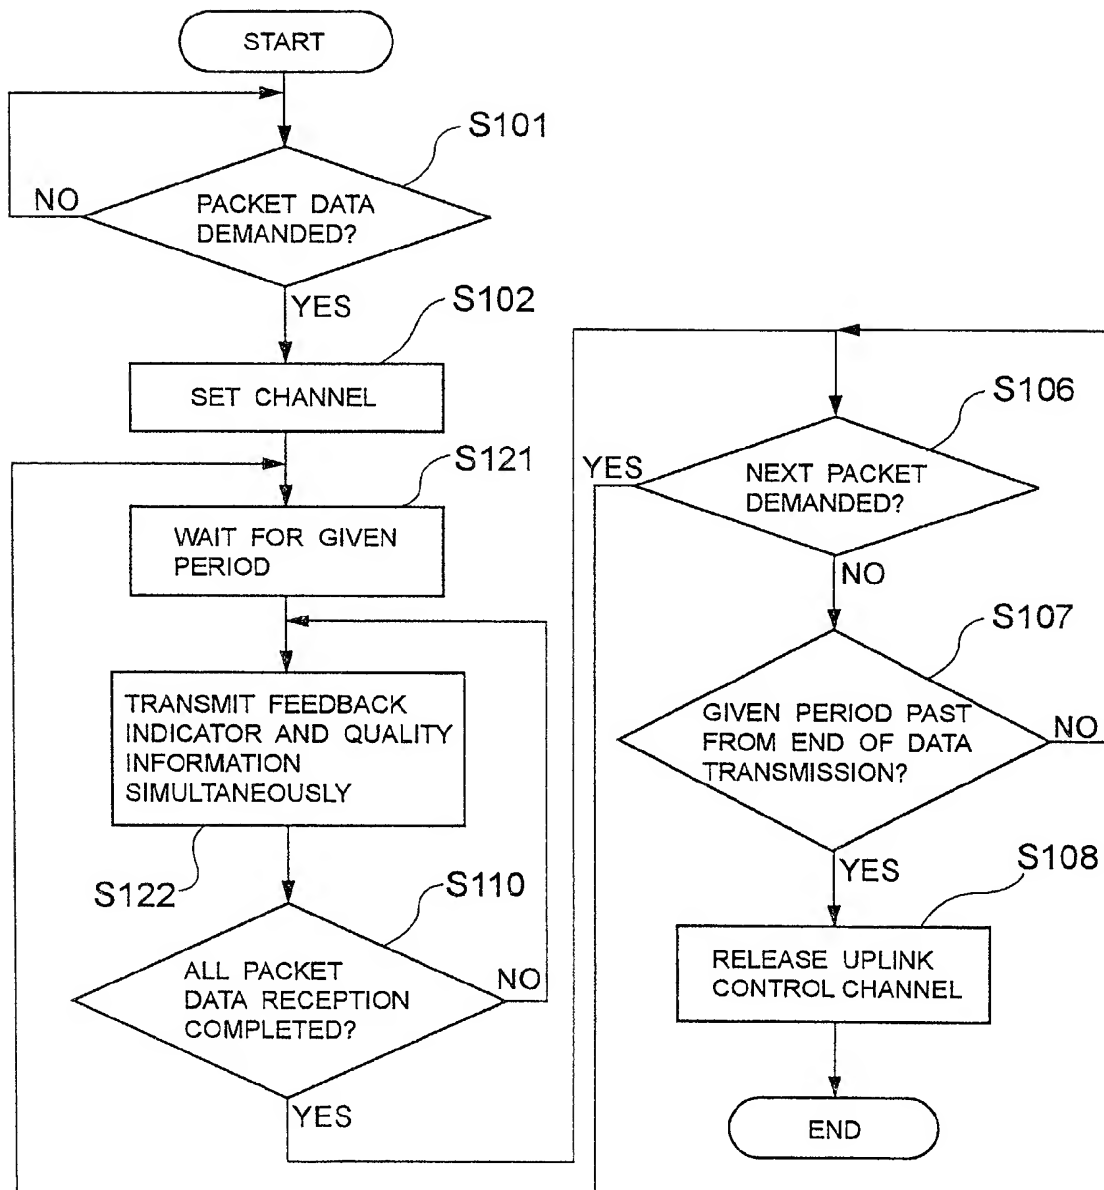 START
S101
NO
PACKET DATA
DEMANDED?
YES
S102
SET CHANNEL
S121
WAIT FOR GIVEN
PERIOD
TRANSMIT FEEDBACK
INDICATOR AND QUALITY
INFORMATION
SIMULTANEOUSLY
S122
S110
ALL PACKET
DATA RECEPTION
COMPLETED?
NO
YES
S106
YES
NEXT PACKET
DEMANDED?
NO
S107
GIVEN PERIOD PAST
FROM END OF DATA
TRANSMISSION?
NO
YES
S108
RELEASE UPLINK
CONTROL CHANNEL
END